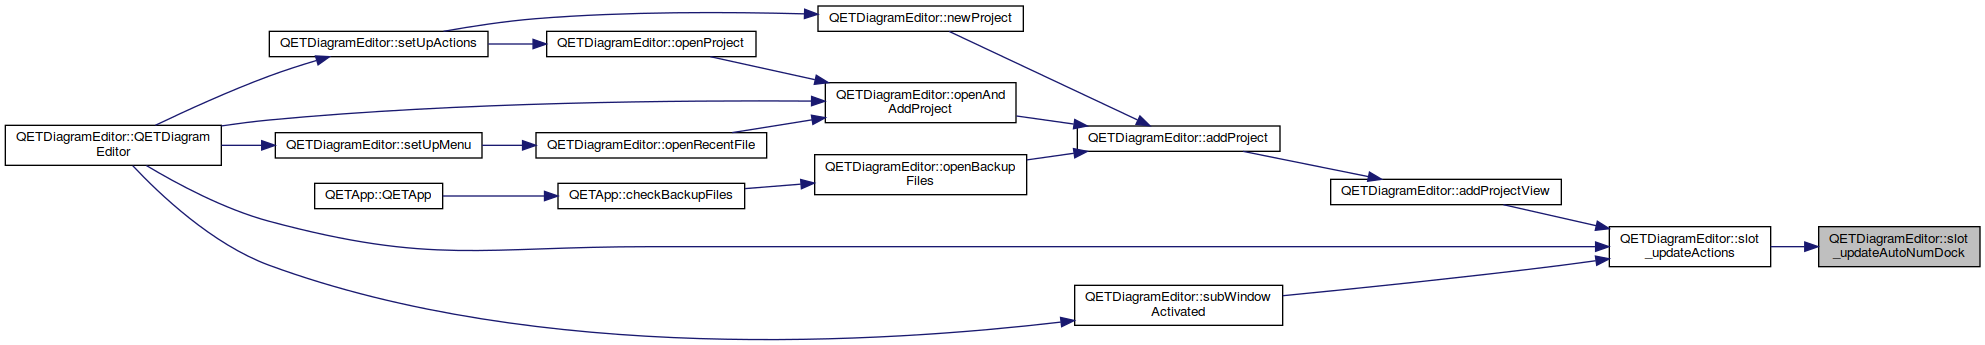 QETDiagramEditor::newProject
QETDiagramEditor::setUpActions
QETDiagramEditor::openProject
QETDiagramEditor::openAnd
AddProject
QETDiagramEditor::QETDiagram
Editor
QETDiagramEditor::setUpMenu
QETDiagramEditor::openRecentFile
QETDiagramEditor::addProject
QETDiagramEditor::openBackup
Files
QETApp::QETApp
QETApp::checkBackupFiles
QETDiagramEditor::addProjectView
QETDiagramEditor::slot
_updateActions
QETDiagramEditor::slot
_updateAutoNumDock
QETDiagramEditor::subWindow
Activated